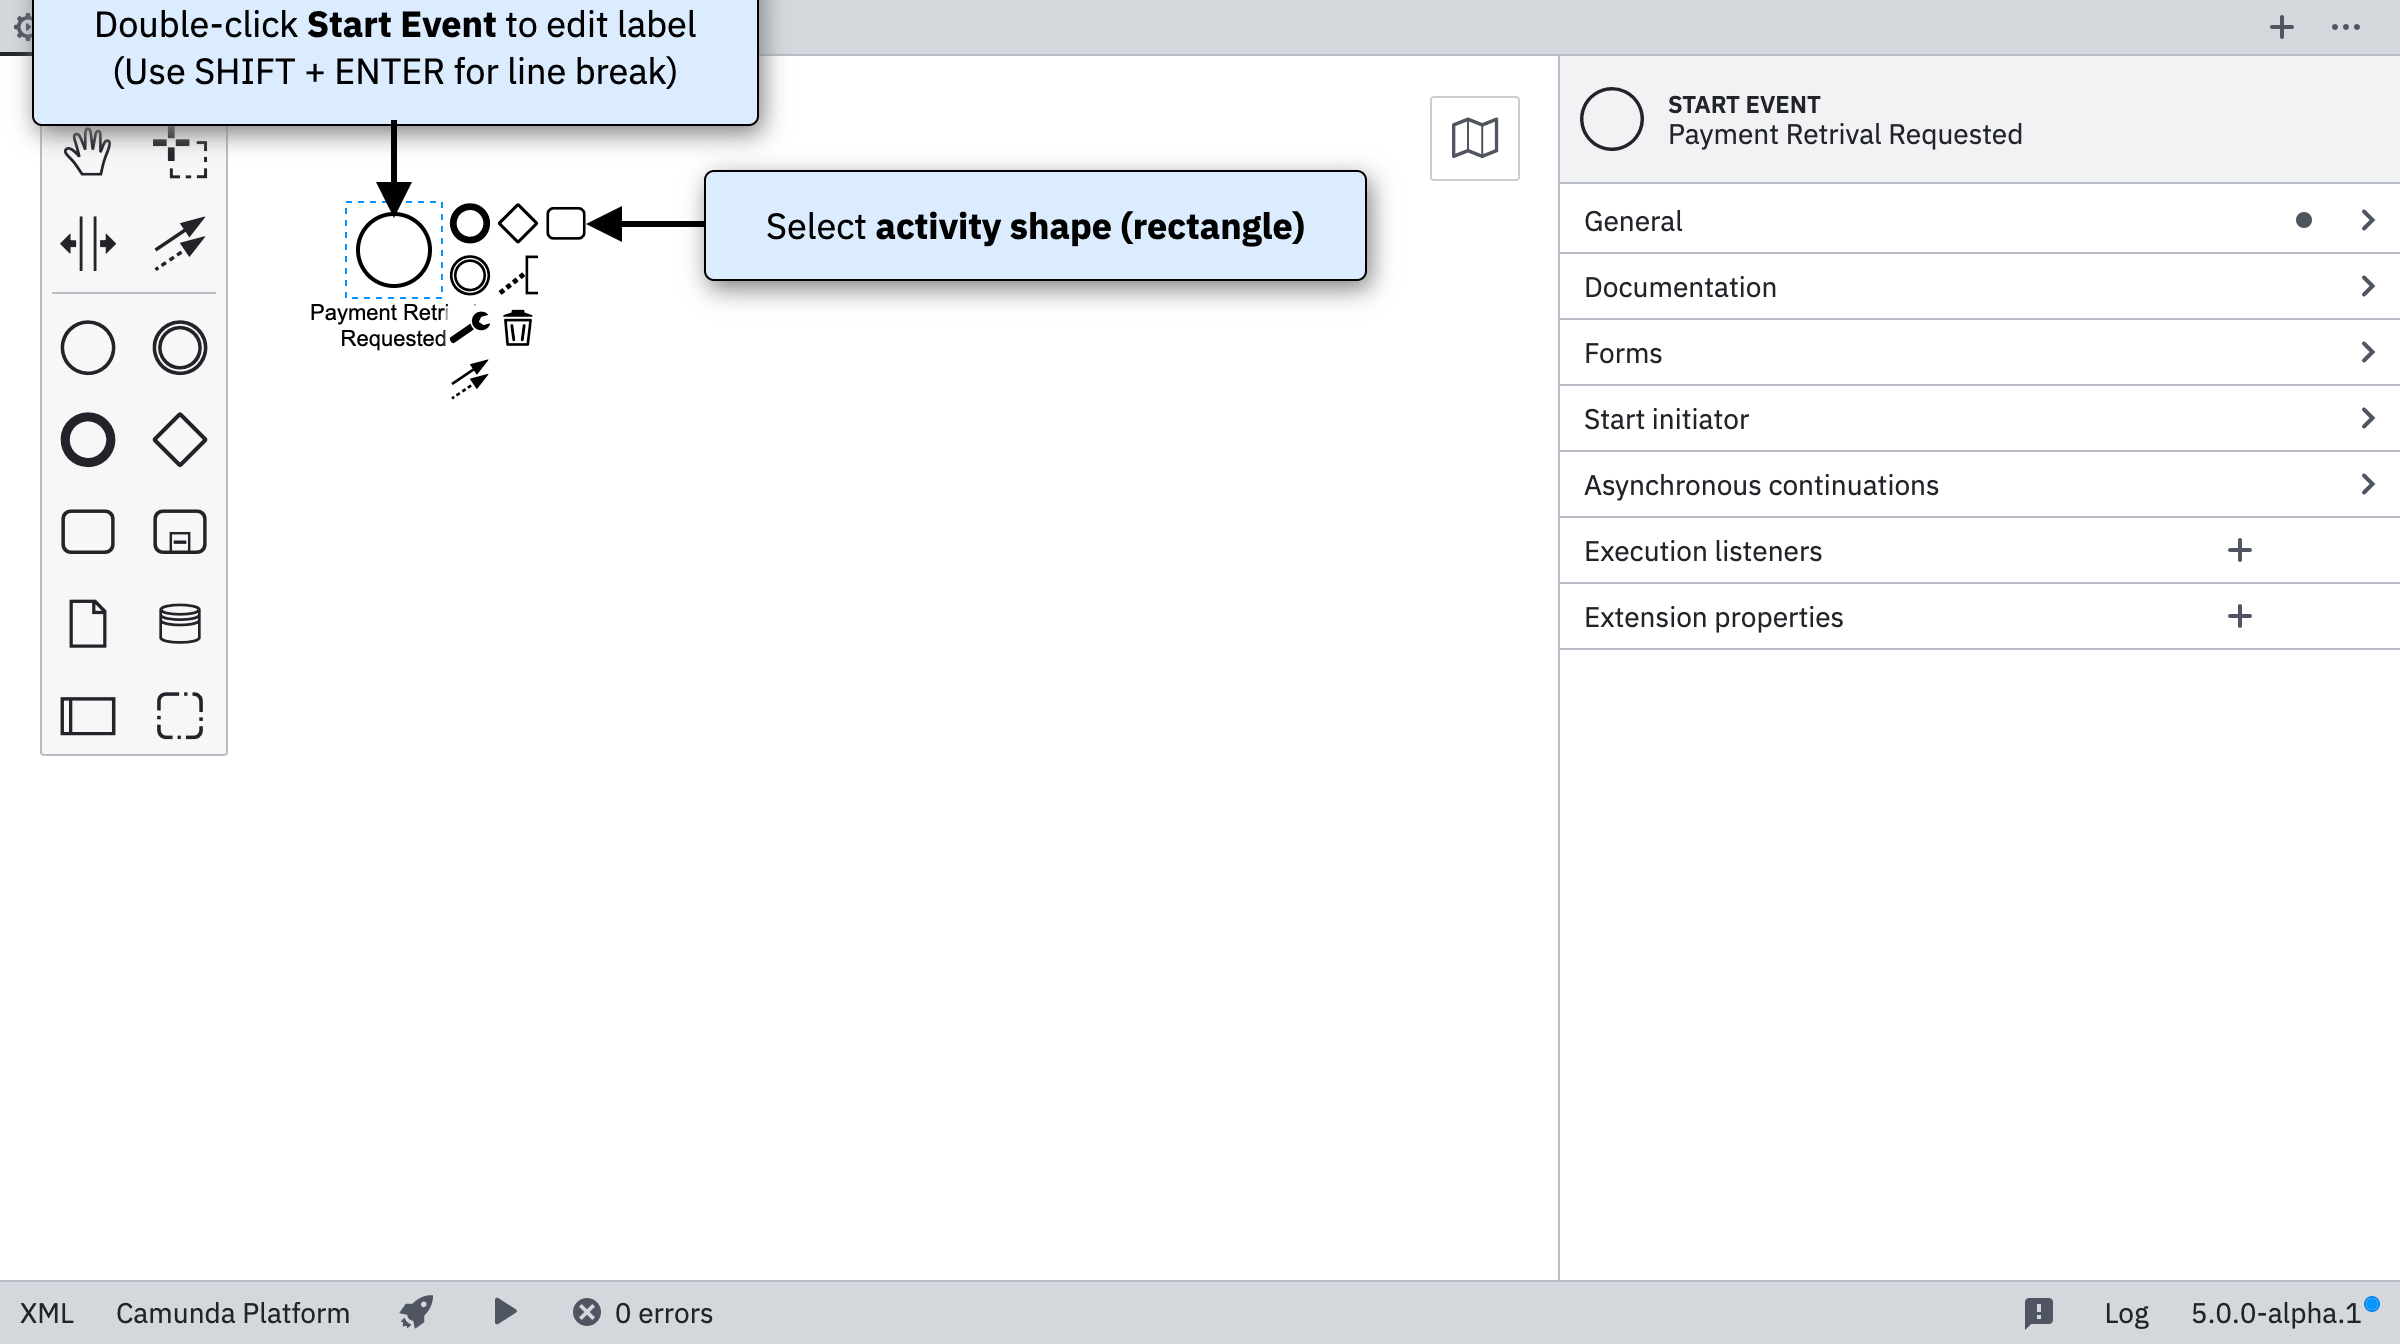 Double-click Start Event to edit label
(Use SHIFT + ENTER for line break)
START EVENT
Payment Retrival Requested
Select activity shape (rectangle)
General
Documentation
Forms
Start initiator
Asynchronous continuations
Execution listeners
Extension properties
Payment Retri
Requested
XML
Camunda Platform
0 errors
Log
5.0.0-alpha.1